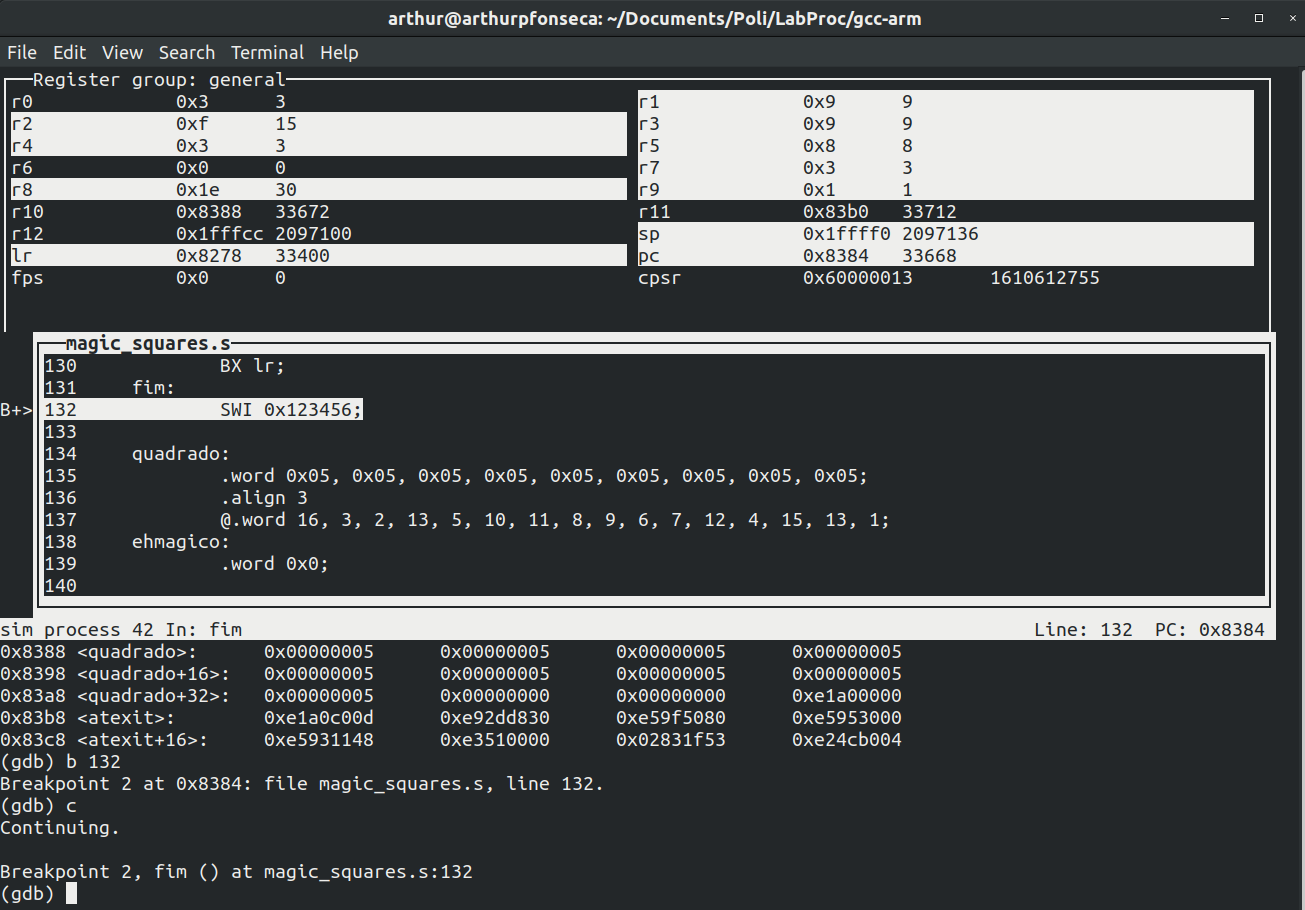 arthur@arthurpfonseca: ~/Documents/Poli/LabProc/gcc-arm
File Edit View Search Terminal Help
Register group: general
r0 0x3 3 r1 0x9 9
r2 0xf 15 r3 0x9 9
r4 0x3 3 r5 0x8 8
r6 0x0 0 r7 0x3 3
r8 0x1e 30 r9 0x1 1
r10 0x8388 33672 r11 0x83b0 33712
r12 0x1fffcc 2097100 sp 0x1ffff0 2097136
lr 0x8278 33400 pc 0x8384 33668
fps 0x0 0 cpsr 0x60000013 1610612755
magic_squares.s
130 BX lr;
131 fim:
B+> 132 SWI 0x123456;
133
134 quadrado:
135 .word 0x05, 0x05, 0x05, 0x05, 0x05, 0x05, 0x05, 0x05, 0x05;
136 .align 3
137 @.word 16, 3, 2, 13, 5, 10, 11, 8, 9, 6, 7, 12, 4, 15, 13, 1;
138 ehmagico:
139 .word 0x0;
140
sim process 42 In: fim Line: 132 PC: 0x8384
0x8388 <quadrado>: 0x00000005 0x00000005 0x00000005 0x00000005
0x8398 <quadrado+16>: 0x00000005 0x00000005 0x00000005 0x00000005
0x83a8 <quadrado+32>: 0x00000005 0x00000000 0x00000000 0xe1a00000
0x83b8 <atexit>: 0xe1a0c00d 0xe92dd830 0xe59f5080 0xe5953000
0x83c8 <atexit+16>: 0xe5931148 0xe3510000 0x02831f53 0xe24cb004
(gdb) b 132
Breakpoint 2 at 0x8384: file magic_squares.s, line 132.
(gdb) c
Continuing.
Breakpoint 2, fim () at magic_squares.s:132
(gdb)